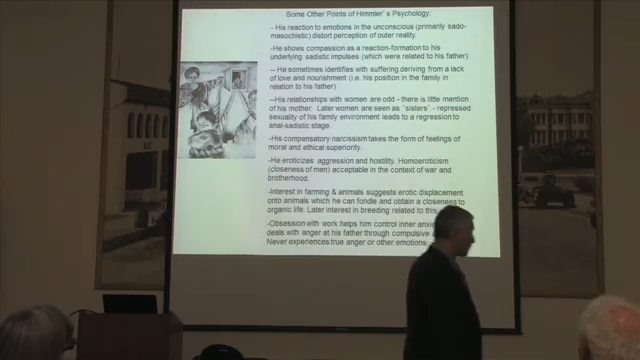 Some Other Points of Himmler's Psychology:
- His reaction to emotions in the unconscious (primarily sado-
masochistic) distort perception of outer reality.
-He shows compassion as a reaction-formation to his
underlying sadistic impulses (which were related to his father).
– He sometimes identifies with suffering deriving from a lack
of love and nourishment (i.e. his position in the family in
relation to his father)
-His relationships with women are odd - there is little mention
of his mother. Later women are seen as "sisters" - repressed
sexuality of his family environment leads to a regression to
anal-sadistic stage.
-His compensatory narcissism takes the form of feelings of
moral and ethical superiority.
-He eroticizes aggression and hostility. Homoeroticism
(closeness of men) acceptable in the context of war and
brotherhood.
-Interest in farming & animals suggests erotic displacement
onto animals which he can fondle and obtain a closeness to
organic life. Later interest in breeding related to this
-Obsession with work helps him control inner
deals with anger at his father through compulsive
Never experiences true anger or other emotions